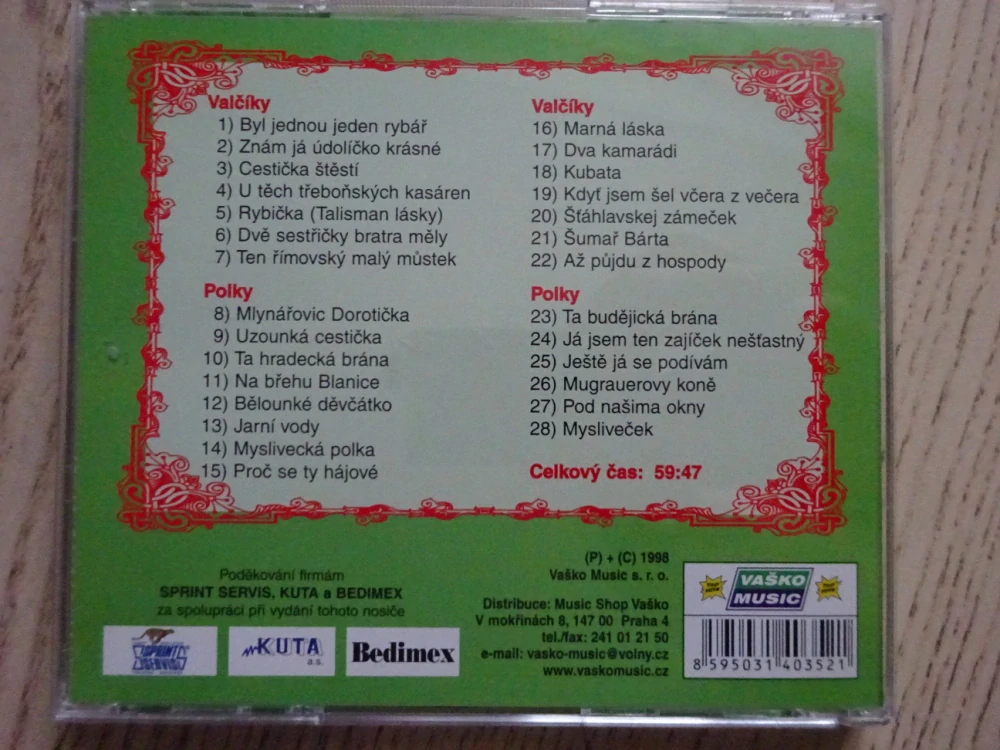 Valčíky
1) Byl jednou jeden rybář
2) Znám já údolíčko krásné
3) Cestička štěstí
4) U těch třeboňských kasáren
5) Rybička (Talisman lásky)
6) Dvě sestřičky bratra měly
7) Ten římovský malý můstek
Polky
8) Mlynářovic Dorotička
9) Uzounká cestička
10) Ta hradecká brána
11) Na břehu Blanice
12) Bělounké děvčátko
13) Jarní vody
14) Myslivecká polka
15) Proč se ty hájové
Valčíky
16) Marná láska
17) Dva kamarádi
18) Kubata
19) Kdyť jsem šel včera z večera
20) Šťáhlavskej zámeček
21) Šumař Bárta
22) Až půjdu z hospody
Polky
23) Ta budějická brána
24) Já jsem ten zajíček nešťastný
25) Ještě já se podívám
26) Mugrauerovy koně
27) Pod našima okny
28) Mysliveček
Celkový čas: 59:47
Poděkování firmám
SPRINT SERVIS, KUTA a BEDIMEX
za spolupráci při vydání tohoto nosiče
SPRINT
SERVIS
KUTA
a.s.
Bedimex
(P) + (C) 1998
Vaško Music s. r. o.
Distribuce: Music Shop Vaško
V mokřinách 8, 147 00 Praha 4
tel./fax: 241 01 21 50
e-mail: vasko-music@volny.cz
www.vaskomusic.cz
VAŠKO
MUSIC
8 595031 403521